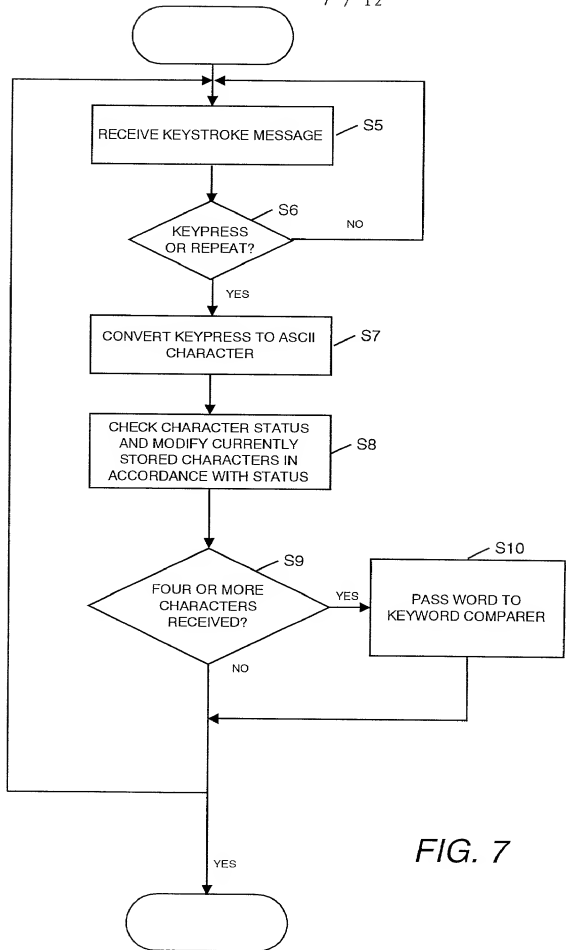 7 / 12
RECEIVE KEYSTROKE MESSAGE
S5
S6
KEYPRESS
OR REPEAT?
NO
YES
CONVERT KEYPRESS TO ASCII
CHARACTER
S7
CHECK CHARACTER STATUS
AND MODIFY CURRENTLY
STORED CHARACTERS IN
ACCORDANCE WITH STATUS
S8
S9
FOUR OR MORE
CHARACTERS
RECEIVED?
YES
S10
PASS WORD TO
KEYWORD COMPARER
NO
YES
FIG. 7